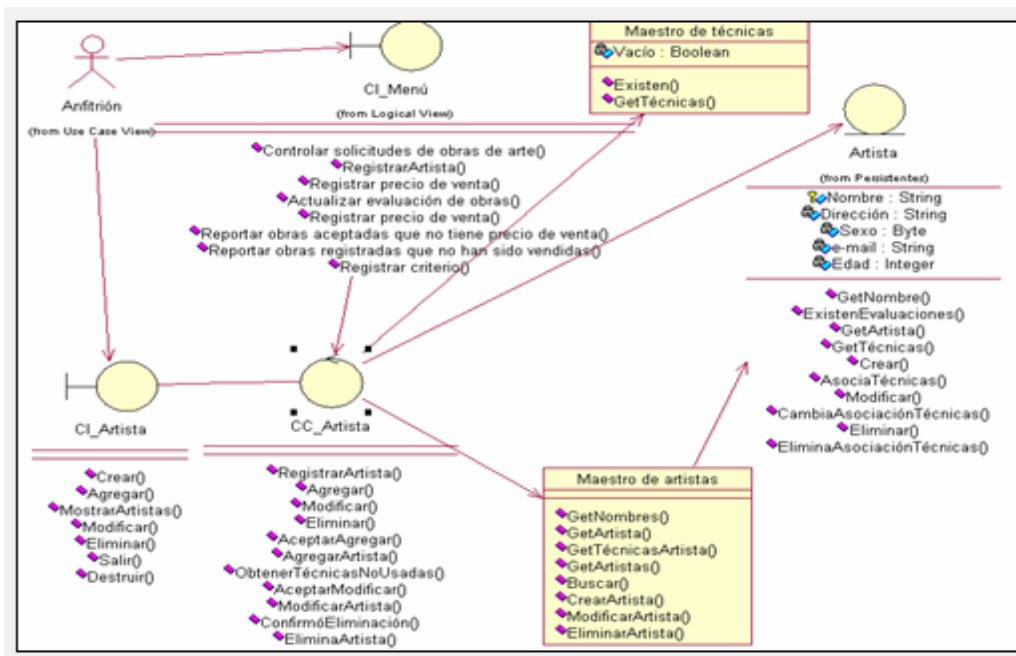 Anfitrión
(from Use Case View)
CI_Menú
(from Logical View)
Controlar solicitudes de obras de arte()
RegistrarArtista()
Registrar precio de venta()
Actualizar evaluación de obras()
Registrar precio de venta()
Reportar obras aceptadas que no tiene precio de venta()
Reportar obras registradas que no han sido vendidas()
Registrar criterio()
Maestro de técnicas
Vacío : Boolean
Existen()
GetTécnicas()
Artista
(from Persistentes)
Nombre : String
Dirección : String
Sexo : Byte
e-mail : String
Edad : Integer
GetNombre()
ExistenEvaluaciones()
GetArtista()
GetTécnicas()
Crear()
AsociaTécnicas()
Modificar()
CambiaAsociaciónTécnicas()
Eliminar()
EliminaAsociaciónTécnicas()
CI_Artista
Crear()
Agregar()
MostrarArtistas()
Modificar()
Eliminar()
Salir()
Destruir()
CC_Artista
RegistrarArtista()
Agregar()
Modificar()
Eliminar()
AceptarAgregar()
AgregarArtista()
ObtenerTécnicasNoUsadas()
AceptarModificar()
ModificarArtista()
ConfirmóEliminación()
EliminaArtista()
Maestro de artistas
GetNombres()
GetArtista()
GetTécnicasArtista()
GetArtistas()
Buscar()
CrearArtista()
ModificarArtista()
EliminarArtista()